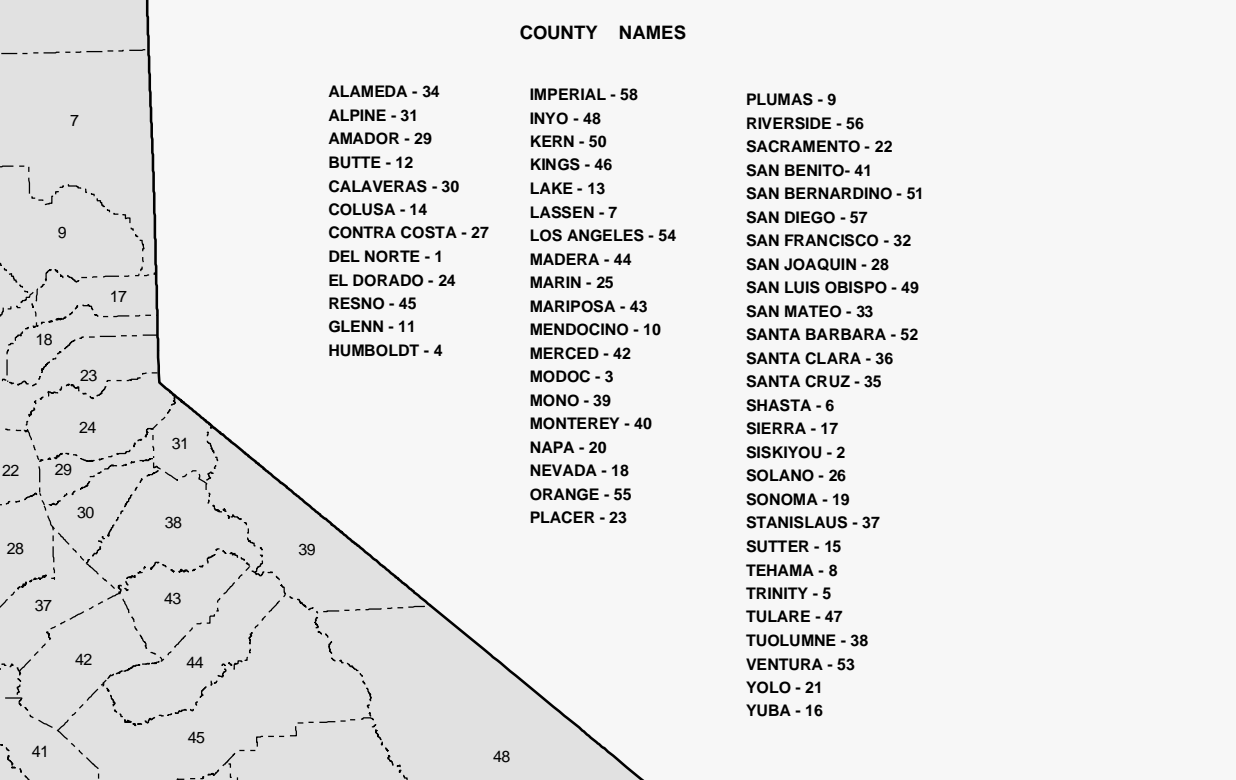 COUNTY NAMES
ALAMEDA - 34
ALPINE - 31
AMADOR - 29
BUTTE - 12
CALAVERAS - 30
COLUSA - 14
CONTRA COSTA - 27
DEL NORTE - 1
EL DORADO - 24
RESNO - 45
GLENN - 11
HUMBOLDT - 4
IMPERIAL - 58
INYO - 48
KERN - 50
KINGS - 46
LAKE - 13
LASSEN - 7
LOS ANGELES - 54
MADERA - 44
MARIN - 25
MARIPOSA - 43
MENDOCINO - 10
MERCED - 42
MODOC - 3
MONO - 39
MONTEREY - 40
NAPA - 20
NEVADA - 18
ORANGE - 55
PLACER - 23
PLUMAS - 9
RIVERSIDE - 56
SACRAMENTO - 22
SAN BENITO- 41
SAN BERNARDINO - 51
SAN DIEGO - 57
SAN FRANCISCO - 32
SAN JOAQUIN - 28
SAN LUIS OBISPO - 49
SAN MATEO - 33
SANTA BARBARA - 52
SANTA CLARA - 36
SANTA CRUZ - 35
SHASTA - 6
SIERRA - 17
SISKIYOU - 2
SOLANO - 26
SONOMA - 19
STANISLAUS - 37
SUTTER - 15
TEHAMA - 8
TRINITY - 5
TULARE - 47
TUOLUMNE - 38
VENTURA - 53
YOLO - 21
YUBA - 16
7
9
17
18
23
24
31
22
29
30
38
28
39
43
37
42
44
45
41
48